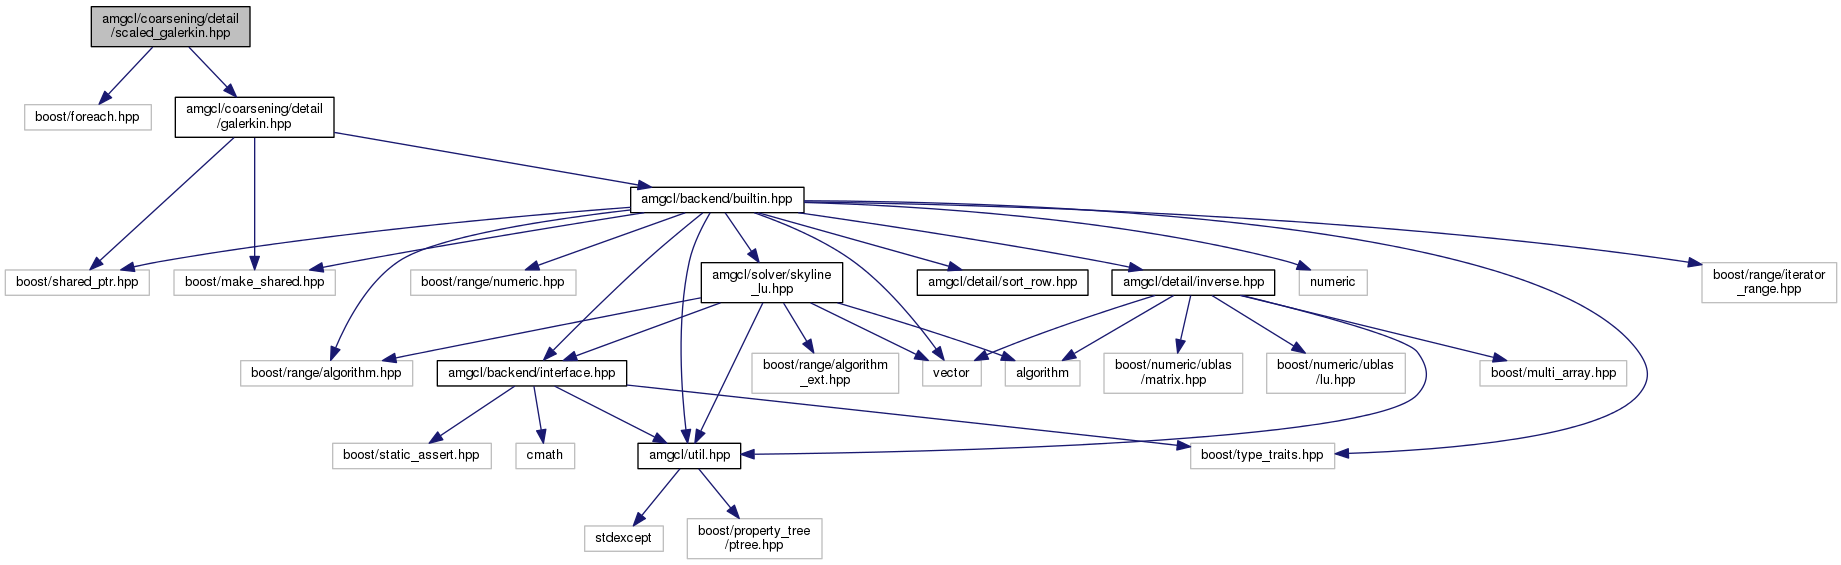 amgcl/coarsening/detail
/scaled_galerkin.hpp
boost/foreach.hpp
amgcl/coarsening/detail
/galerkin.hpp
amgcl/backend/builtin.hpp
boost/shared_ptr.hpp
boost/make_shared.hpp
boost/range/numeric.hpp
amgcl/solver/skyline
_lu.hpp
amgcl/detail/sort_row.hpp
amgcl/detail/inverse.hpp
numeric
boost/range/iterator
_range.hpp
boost/range/algorithm.hpp
amgcl/backend/interface.hpp
boost/range/algorithm
_ext.hpp
vector
algorithm
boost/numeric/ublas
/matrix.hpp
boost/numeric/ublas
/lu.hpp
boost/multi_array.hpp
boost/static_assert.hpp
cmath
amgcl/util.hpp
boost/type_traits.hpp
stdexcept
boost/property_tree
/ptree.hpp